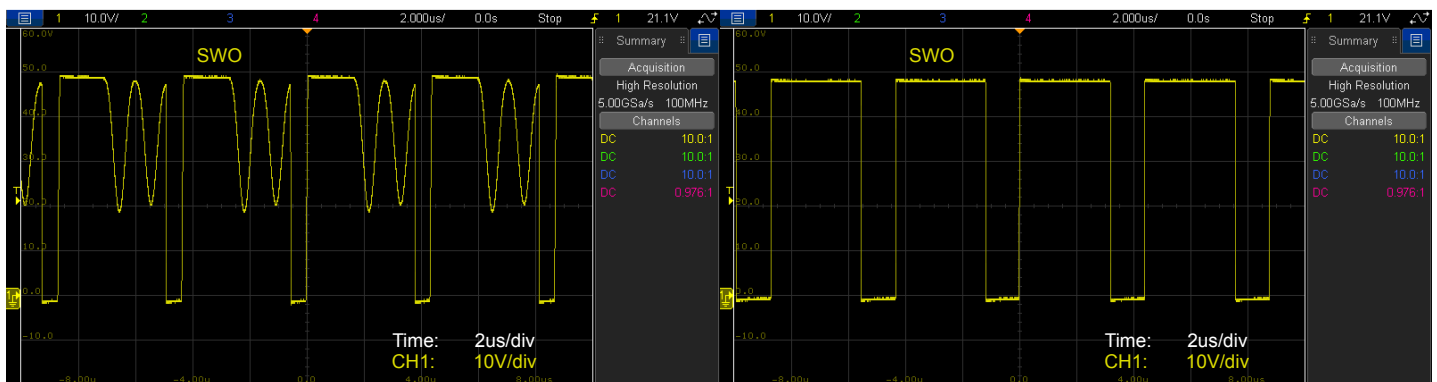 1 10.0V/ 2 3 4 2.000us/ 0.0s Stop 1 21.1V
60.0V
SWO
50.0
40.0
30.0
20.0
10.0
0.0
-10.0
T
1
Time: 2us/div
CH1: 10V/div
-8.00u -4.00u 0.0 4.00u 8.00us
Summary
Acquisition
High Resolution
5.00GSa/s 100MHz
Channels
DC 10.0:1
DC 10.0:1
DC 10.0:1
DC 0.976:1
1 10.0V/ 2 3 4 2.000us/ 0.0s Stop 1 21.1V
60.0V
SWO
50.0
40.0
30.0
20.0
10.0
0.0
-10.0
T
1
Time: 2us/div
CH1: 10V/div
-8.00u -4.00u 0.0 4.00u 8.00us
Summary
Acquisition
High Resolution
5.00GSa/s 100MHz
Channels
DC 10.0:1
DC 10.0:1
DC 10.0:1
DC 0.976:1